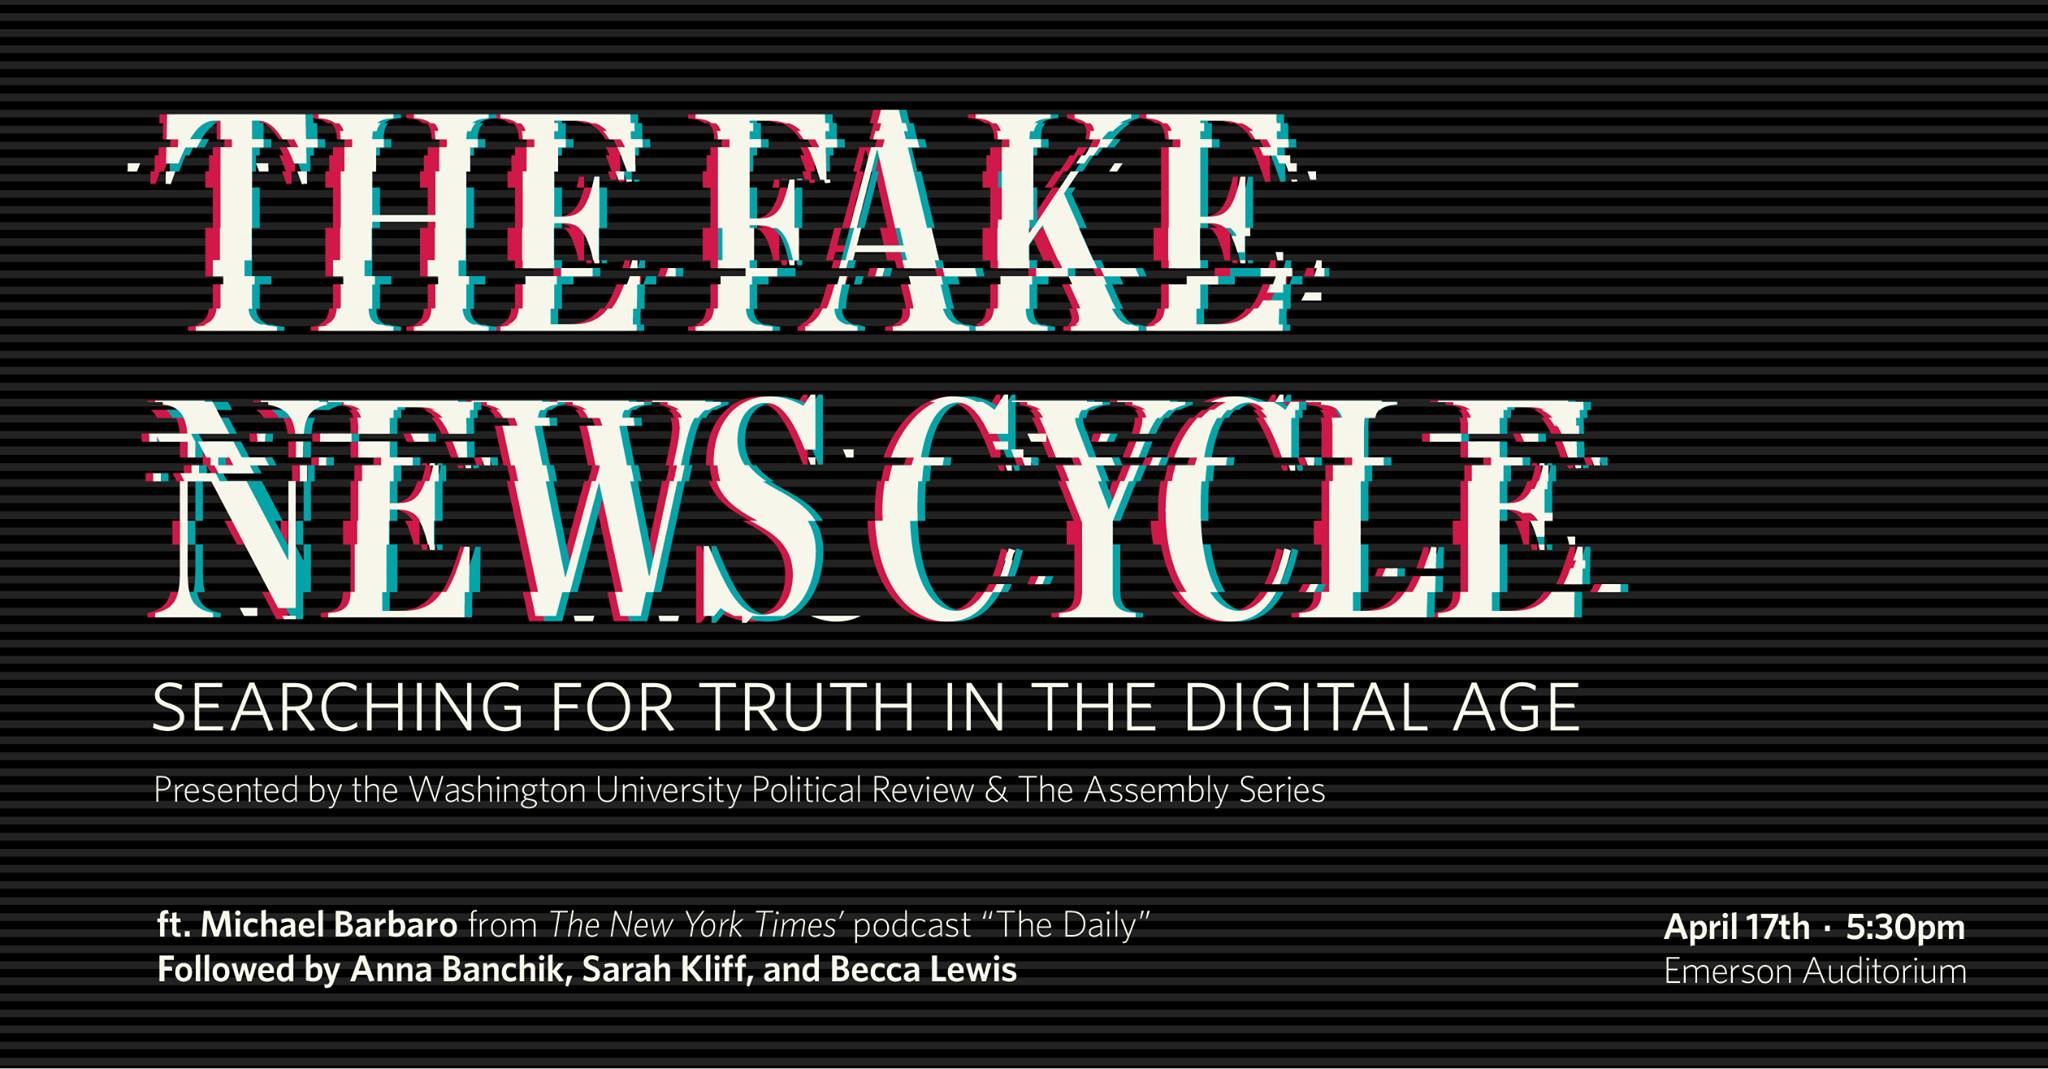 THE FAKE
NEWS CYCLE
SEARCHING FOR TRUTH IN THE DIGITAL AGE
Presented by the Washington University Political Review & The Assembly Series
ft. Michael Barbaro from The New York Times’ podcast “The Daily”
Followed by Anna Banchik, Sarah Kliff, and Becca Lewis
April 17th · 5:30pm
Emerson Auditorium